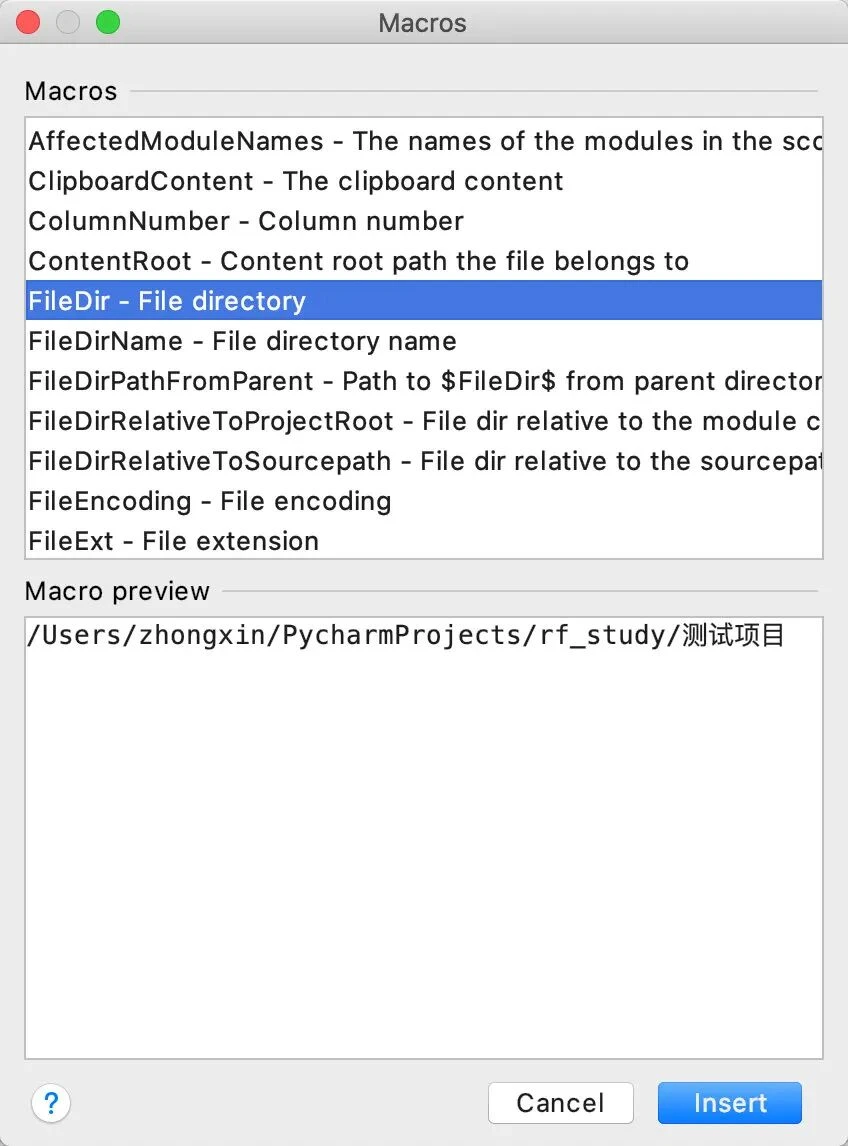 Macros
Macros
AffectedModuleNames - The names of the modules in the
ClipboardContent - The clipboard content
ColumnNumber - Column number
ContentRoot - Content root path the file belongs to
FileDir - File directory
FileDirName - File directory name
FileDirPathFromParent - Path to $FileDir$ from parent
FileDirRelativeToProjectRoot - File dir relative to the module
FileDirRelativeToSourcepath - File dir relative to the
FileEncoding - File encoding
FileExt - File extension
Macro preview
/Users/zhongxin/PycharmProjects/rf_study/测试项目
?
Cancel
Insert